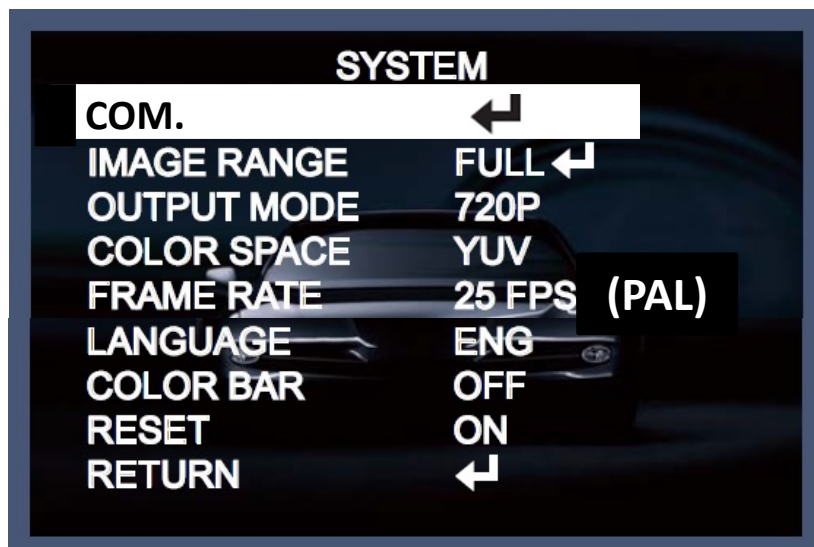 SYSTEM
COM. ↵
IMAGE RANGE FULL ↵
OUTPUT MODE 720P
COLOR SPACE YUV
FRAME RATE 25 FPS (PAL)
LANGUAGE ENG
COLOR BAR OFF
RESET ON
RETURN ↵